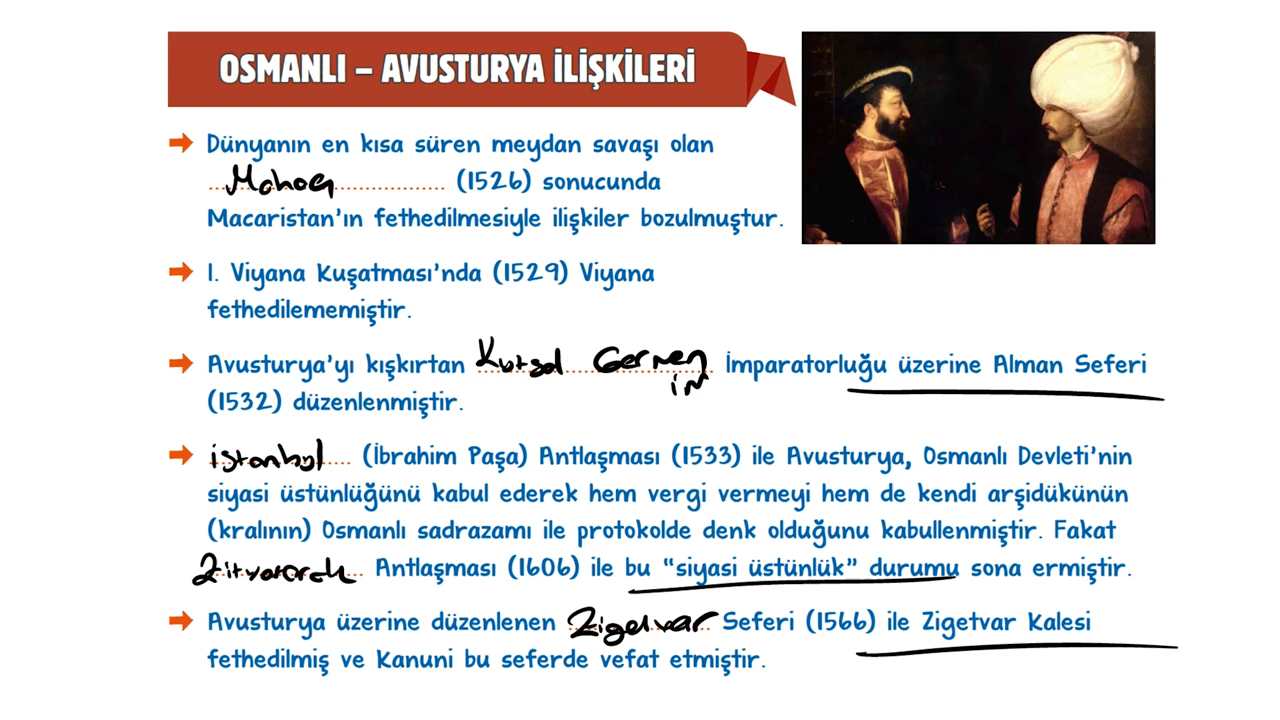 OSMANLI – AVUSTURYA İLİŞKİLERİ
Dünyanın en kısa süren meydan savaşı olan
Mohaç (1526) sonucunda
Macaristan'ın fethedilmesiyle ilişkiler bozulmuştur.
I. Viyana Kuşatması'nda (1529) Viyana
fethedilememiştir.
Avusturya'yı kışkırtan Kutsal Germen İmparatorluğu üzerine Alman Seferi
im
(1532) düzenlenmiştir.
istanbul (İbrahim Paşa) Antlaşması (1533) ile Avusturya, Osmanlı Devleti'nin
siyasi üstünlüğünü kabul ederek hem vergi vermeyi hem de kendi arşidükünün
(kralının) Osmanlı sadrazamı ile protokolde denk olduğunu kabullenmiştir. Fakat
Zitvatorok Antlaşması (1606) ile bu “siyasi üstünlük” durumu sona ermiştir.
Avusturya üzerine düzenlenen Zigetvar Seferi (1566) ile Zigetvar Kalesi
fethedilmiş ve Kanuni bu seferde vefat etmiştir.